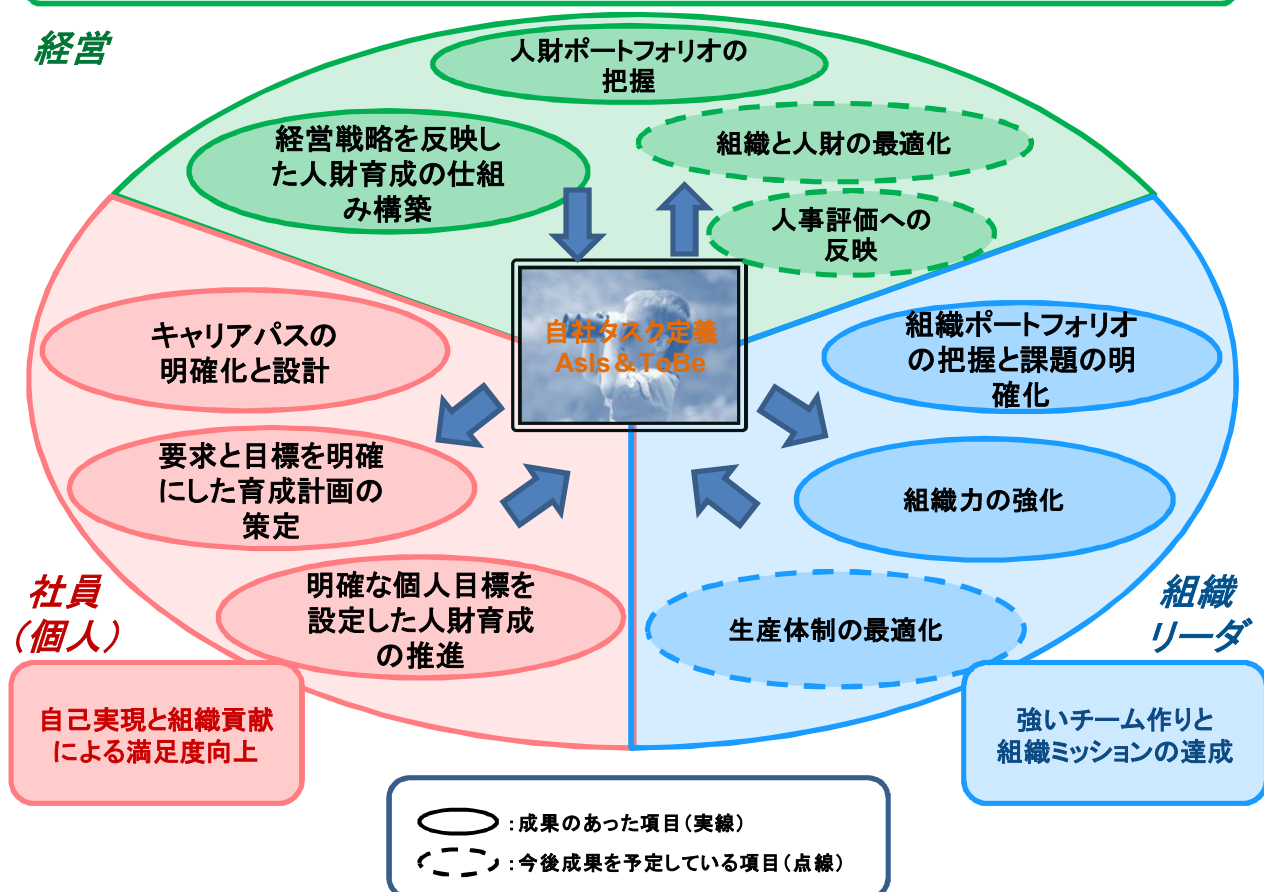 経営
人財ポートフォリオの
把握
経営戦略を反映し
た人財育成の仕組
み構築
組織と人財の最適化
人事評価への
反映
自社タスク定義
AsIs＆ToBe
キャリアパスの
明確化と設計
要求と目標を明確
にした育成計画の
策定
明確な個人目標を
設定した人財育成
の推進
組織ポートフォリオ
の把握と課題の明
確化
組織力の強化
生産体制の最適化
社員
（個人）
自己実現と組織貢献
による満足度向上
組織
リーダ
強いチーム作りと
組織ミッションの達成
：成果のあった項目（実線）
：今後成果を予定している項目（点線）